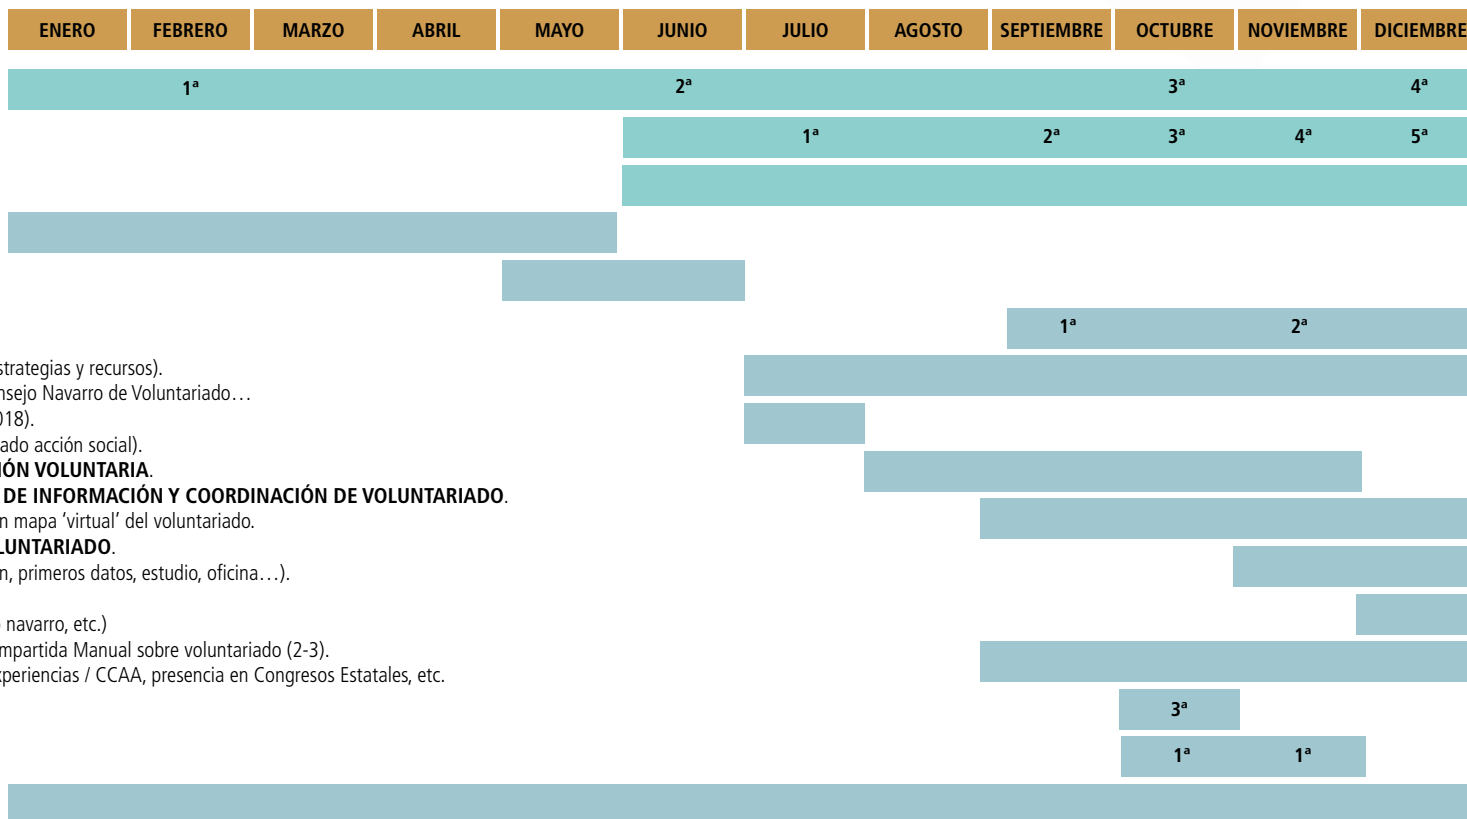 ENERO FEBRERO MARZO ABRIL MAYO JUNIO JULIO AGOSTO SEPTIEMBRE OCTUBRE NOVIEMBRE DICIEMBRE
1ª 2ª 3ª 4ª
1ª 2ª 3ª 4ª 5ª
1ª 2ª
strategias y recursos).
nsejo Navarro de Voluntariado…
018).
ado acción social).
IÓN VOLUNTARIA.
DE INFORMACIÓN Y COORDINACIÓN DE VOLUNTARIADO.
n mapa ‘virtual’ del voluntariado.
LUNTARIADO.
n, primeros datos, estudio, oficina…).
navarro, etc.)
mpartida Manual sobre voluntariado (2-3).
xperiencias / CCAA, presencia en Congresos Estatales, etc.
3ª
1ª 1ª